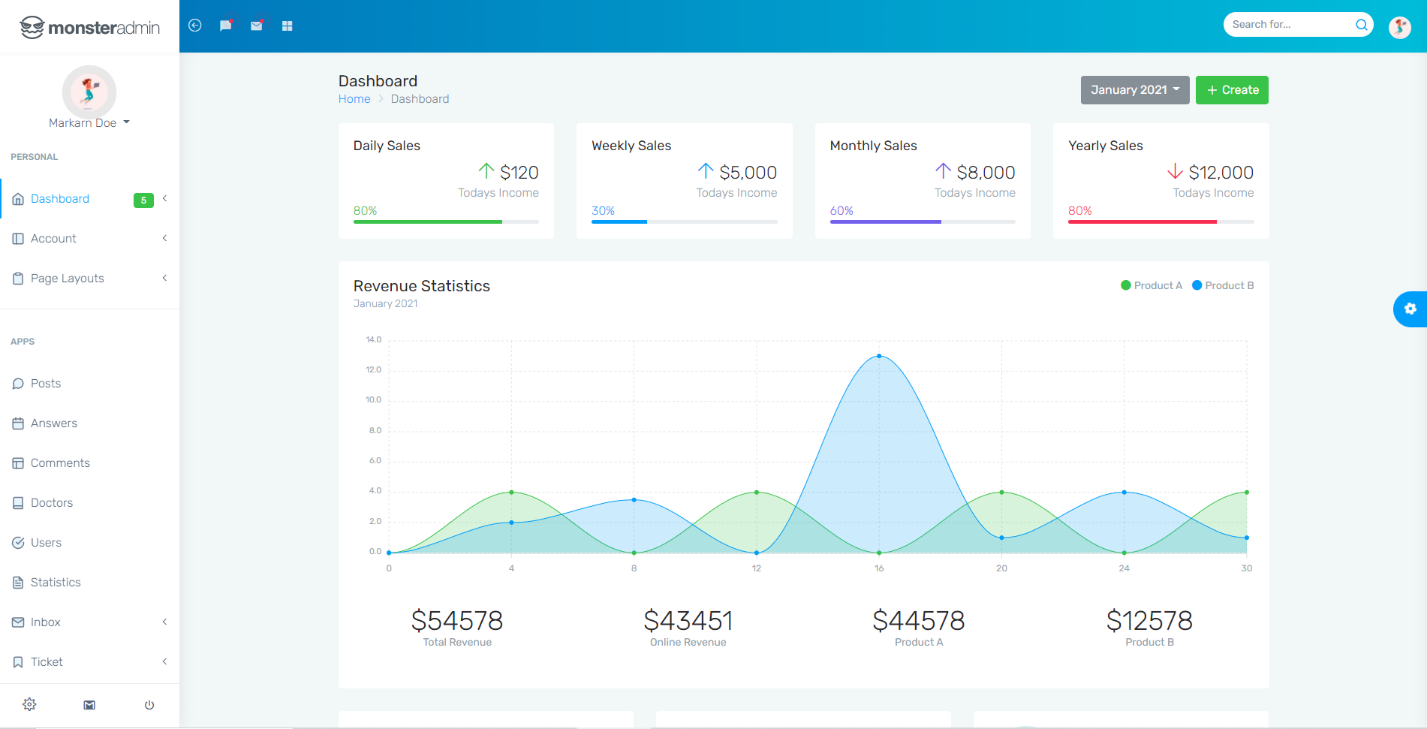 monsteradmin
Search for...
Markarn Doe
PERSONAL
Dashboard 5
Account
Page Layouts
APPS
Posts
Answers
Comments
Doctors
Users
Statistics
Inbox
Ticket
Dashboard
Home > Dashboard
January 2021
+ Create
Daily Sales
$120
Todays Income
80%
Weekly Sales
$5,000
Todays Income
30%
Monthly Sales
$8,000
Todays Income
60%
Yearly Sales
$12,000
Todays Income
80%
Revenue Statistics
January 2021
Product A Product B
14.0
12.0
10.0
8.0
6.0
4.0
2.0
0.0
0 4 8 12 16 20 24 30
$54578
Total Revenue
$43451
Online Revenue
$44578
Product A
$12578
Product B